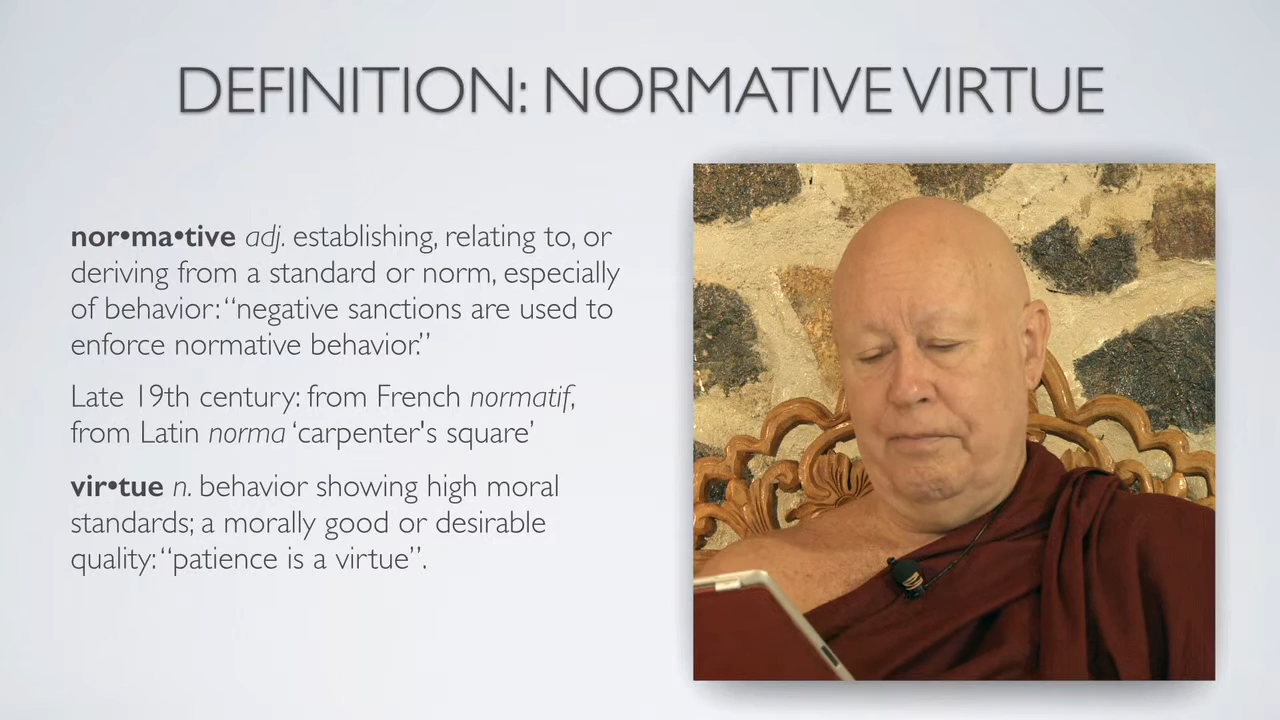 DEFINITION: NORMATIVE VIRTUE
nor•ma•tive adj. establishing, relating to, or
deriving from a standard or norm, especially
of behavior: “negative sanctions are used to
enforce normative behavior.”
Late 19th century: from French normatif,
from Latin norma ‘carpenter's square’
vir•tue n. behavior showing high moral
standards; a morally good or desirable
quality: “patience is a virtue”.